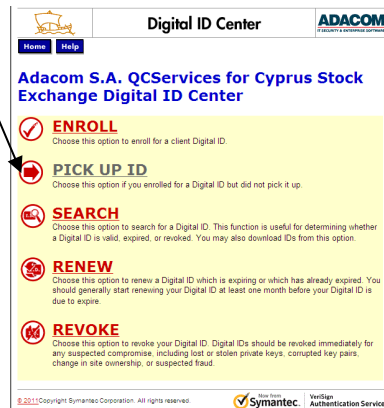 Digital ID Center
ADACOM
IT SECURITY & ENTERPRISE SOFTWARE
Home Help
Adacom S.A. QCServices for Cyprus Stock
Exchange Digital ID Center
ENROLL
Choose this option to enroll for a client Digital ID.
PICK UP ID
Choose this option if you enrolled for a Digital ID but did not pick it up.
SEARCH
Choose this option to search for a Digital ID. This function is useful for determining whether
a Digital ID is valid, expired, or revoked. You may also download IDs from this option.
RENEW
Choose this option to renew a Digital ID which is expiring or which has already expired. You
should generally start renewing your Digital ID at least one month before your Digital ID is
due to expire.
REVOKE
Choose this option to revoke your Digital ID. Digital IDs should be revoked immediately for
any suspected compromise, including lost or stolen private keys, corrupted key pairs,
change in site ownership, or suspected fraud.
© 2011Copyright Symantec Corporation. All rights reserved.
Now from
Symantec.
VeriSign
Authentication Service